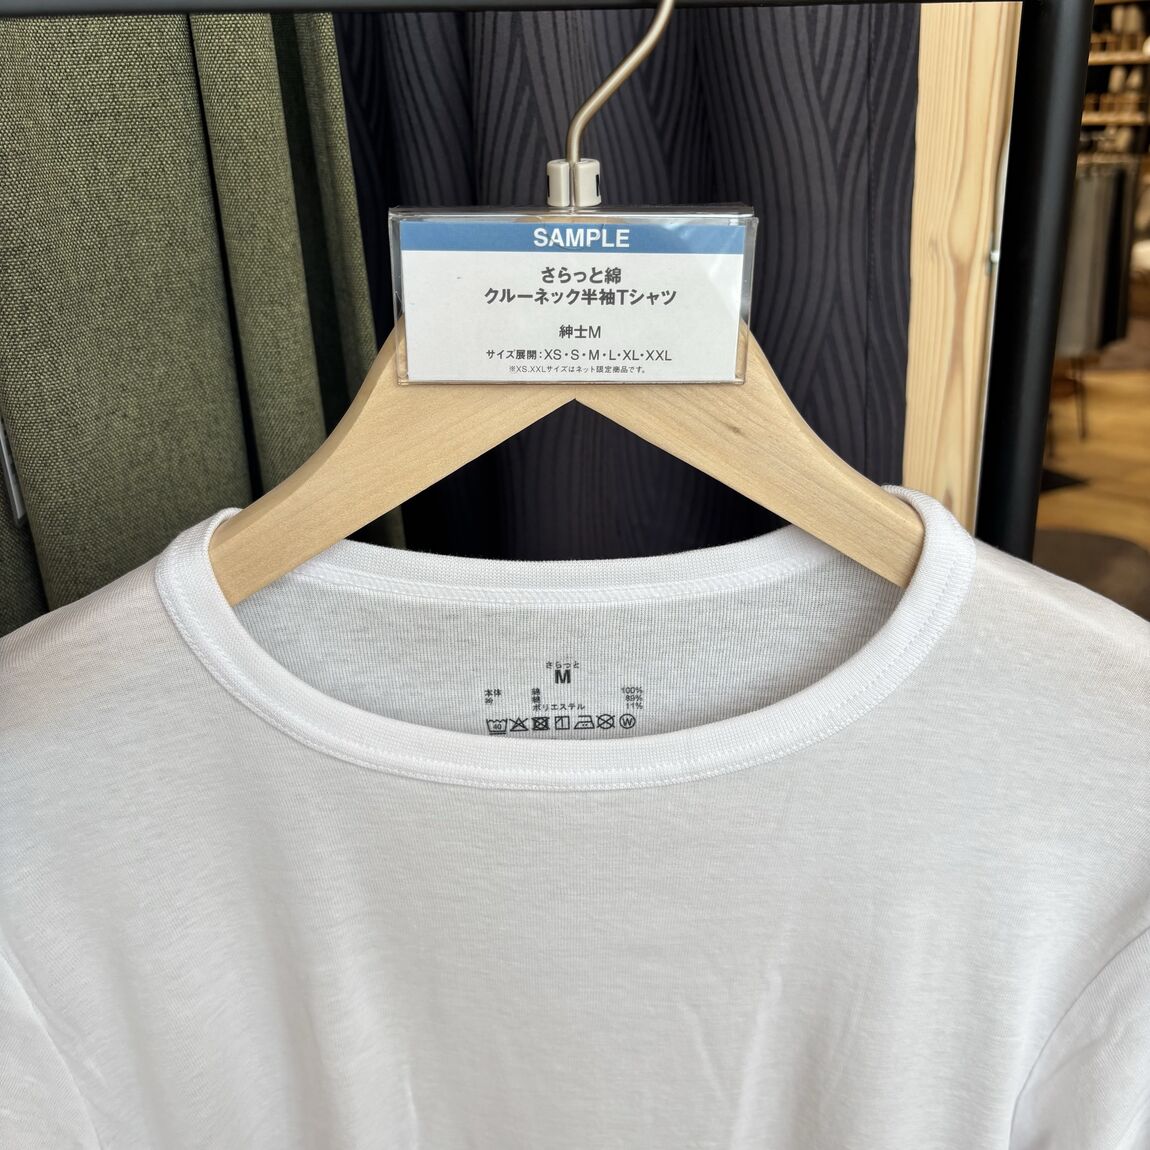 SAMPLE
さらっと綿
クルーネック半袖Tシャツ
紳士M
サイズ展開：XS・S・M・L・XL・XXL
※XS.XXLサイズはネット限定商品です。
さらっと
M
本体 綿 100%
衿 綿 89%
ポリエステル 11%
40
W